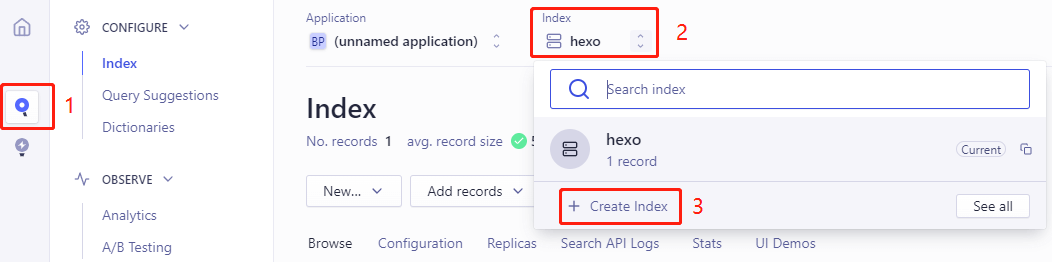 CONFIGURE
Index
Query Suggestions
Dictionaries
OBSERVE
Analytics
A/B Testing
1
Application
BP (unnamed application)
Index
hexo
2
Index
No. records 1 avg. record size 5
New...
Add records
Search index
hexo
1 record
Current
+ Create Index
3
See all
Browse Configuration Replicas Search API Logs Stats UI Demos